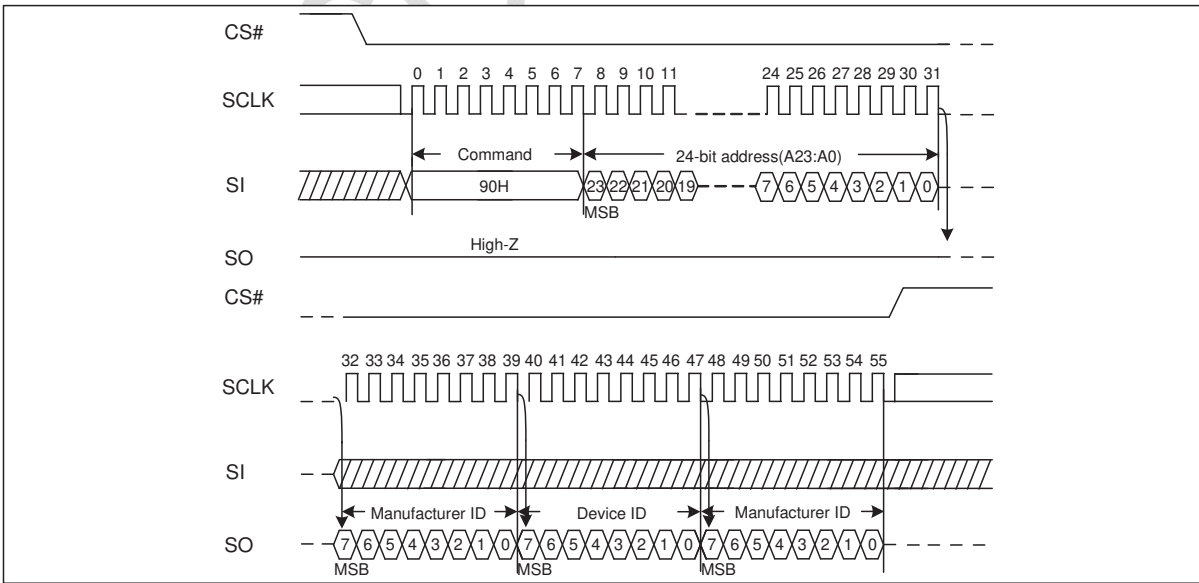 CS#
0 1 2 3 4 5 6 7 8 9 10 11 24 25 26 27 28 29 30 31
SCLK
Command 24-bit address(A23:A0)
SI 90H 23 22 21 20 19 7 6 5 4 3 2 1 0
MSB
High-Z
SO
CS#
32 33 34 35 36 37 38 39 40 41 42 43 44 45 46 47 48 49 50 51 52 53 54 55
SCLK
SI
Manufacturer ID Device ID Manufacturer ID
SO 7 6 5 4 3 2 1 0 7 6 5 4 3 2 1 0 7 6 5 4 3 2 1 0
MSB MSB MSB